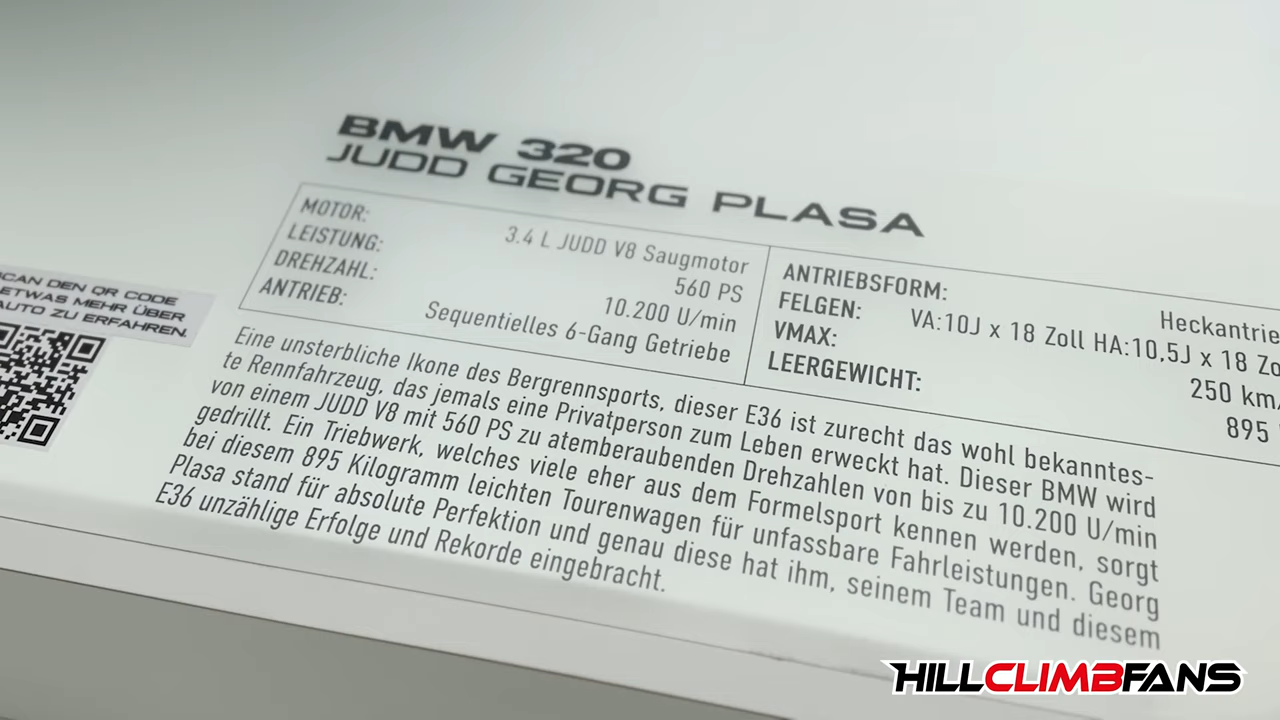 BMW 320
JUDD GEORG PLASA
MOTOR: 3.4 L JUDD V8 Saugmotor
LEISTUNG: 560 PS
DREHZAHL: 10.200 U/min
ANTRIEB: Sequentielles 6-Gang Getriebe
ANTRIEBSFORM: Heckantrie
FELGEN: VA:10J x 18 Zoll HA:10,5J x 18 Zo
VMAX: 250 km/
LEERGEWICHT: 895
SCAN DEN QR CODE
ETWAS MEHR ÜBER
AUTO ZU ERFAHREN.
Eine unsterbliche Ikone des Bergrennsports, dieser E36 ist zurecht das wohl bekanntes-
te Rennfahrzeug, das jemals eine Privatperson zum Leben erweckt hat. Dieser BMW wird
von einem JUDD V8 mit 560 PS zu atemberaubenden Drehzahlen von bis zu 10.200 U/min
gedrillt. Ein Triebwerk, welches viele eher aus dem Formelsport kennen werden, sorgt
bei diesem 895 Kilogramm leichten Tourenwagen für unfassbare Fahrleistungen. Georg
Plasa stand für absolute Perfektion und genau diese hat ihm, seinem Team und diesem
E36 unzählige Erfolge und Rekorde eingebracht.
HILLCLIMBFANS